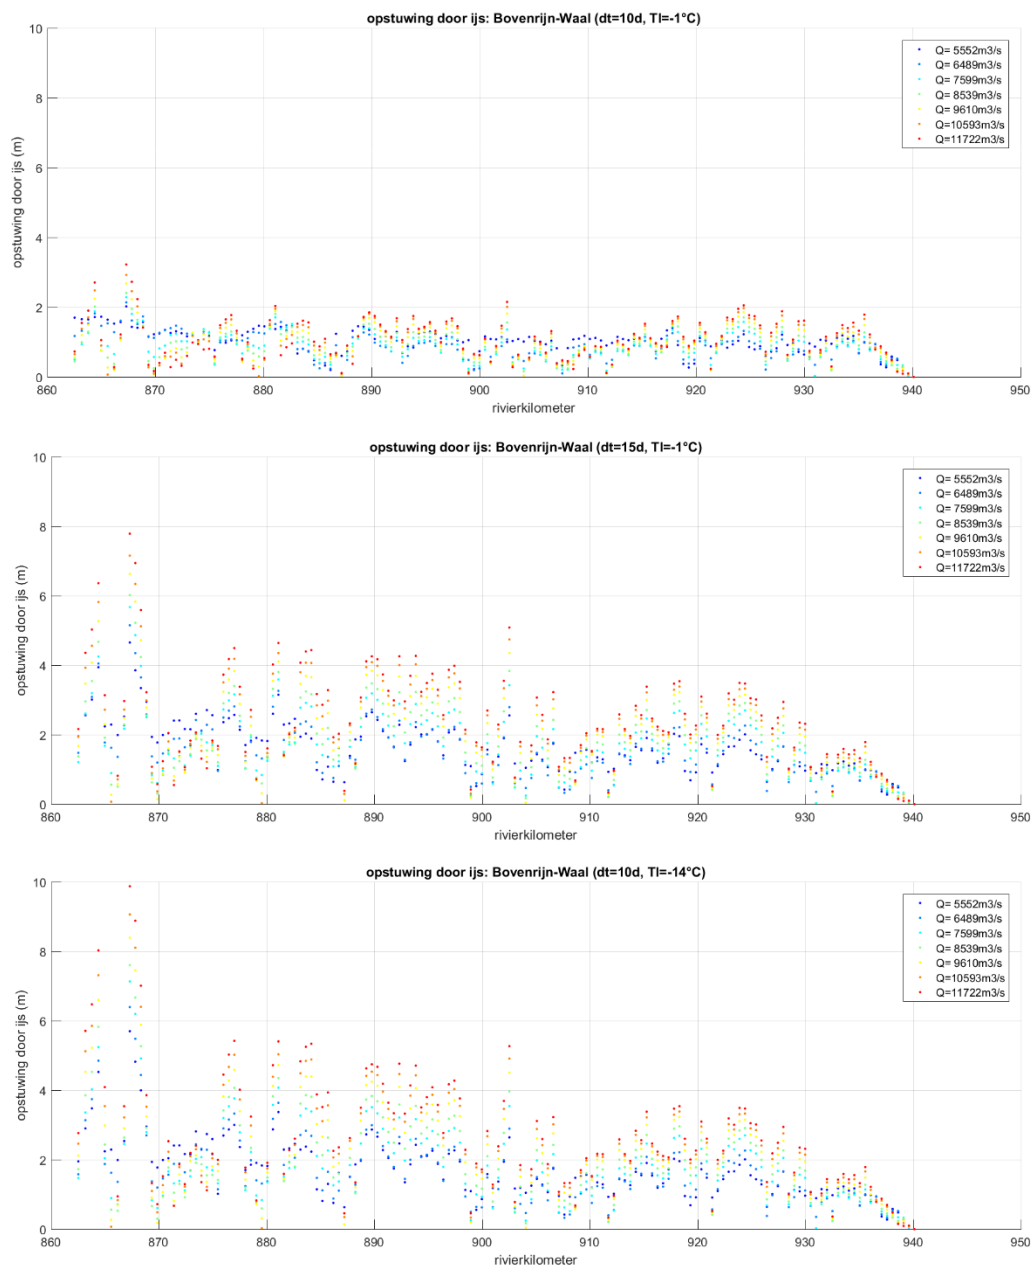 opstuwing door ijs: Bovenrijn-Waal (dt=10d, Tl=-1°C)
10
8
6
4
2
0
opstuwing door ijs (m)
Q= 5552m3/s
Q= 6489m3/s
Q= 7599m3/s
Q= 8539m3/s
Q= 9610m3/s
Q=10593m3/s
Q=11722m3/s
860 870 880 890 900 910 920 930 940 950
rivierkilometer
opstuwing door ijs: Bovenrijn-Waal (dt=15d, Tl=-1°C)
10
8
6
4
2
0
opstuwing door ijs (m)
Q= 5552m3/s
Q= 6489m3/s
Q= 7599m3/s
Q= 8539m3/s
Q= 9610m3/s
Q=10593m3/s
Q=11722m3/s
860 870 880 890 900 910 920 930 940 950
rivierkilometer
opstuwing door ijs: Bovenrijn-Waal (dt=10d, Tl=-14°C)
10
8
6
4
2
0
opstuwing door ijs (m)
Q= 5552m3/s
Q= 6489m3/s
Q= 7599m3/s
Q= 8539m3/s
Q= 9610m3/s
Q=10593m3/s
Q=11722m3/s
860 870 880 890 900 910 920 930 940 950
rivierkilometer